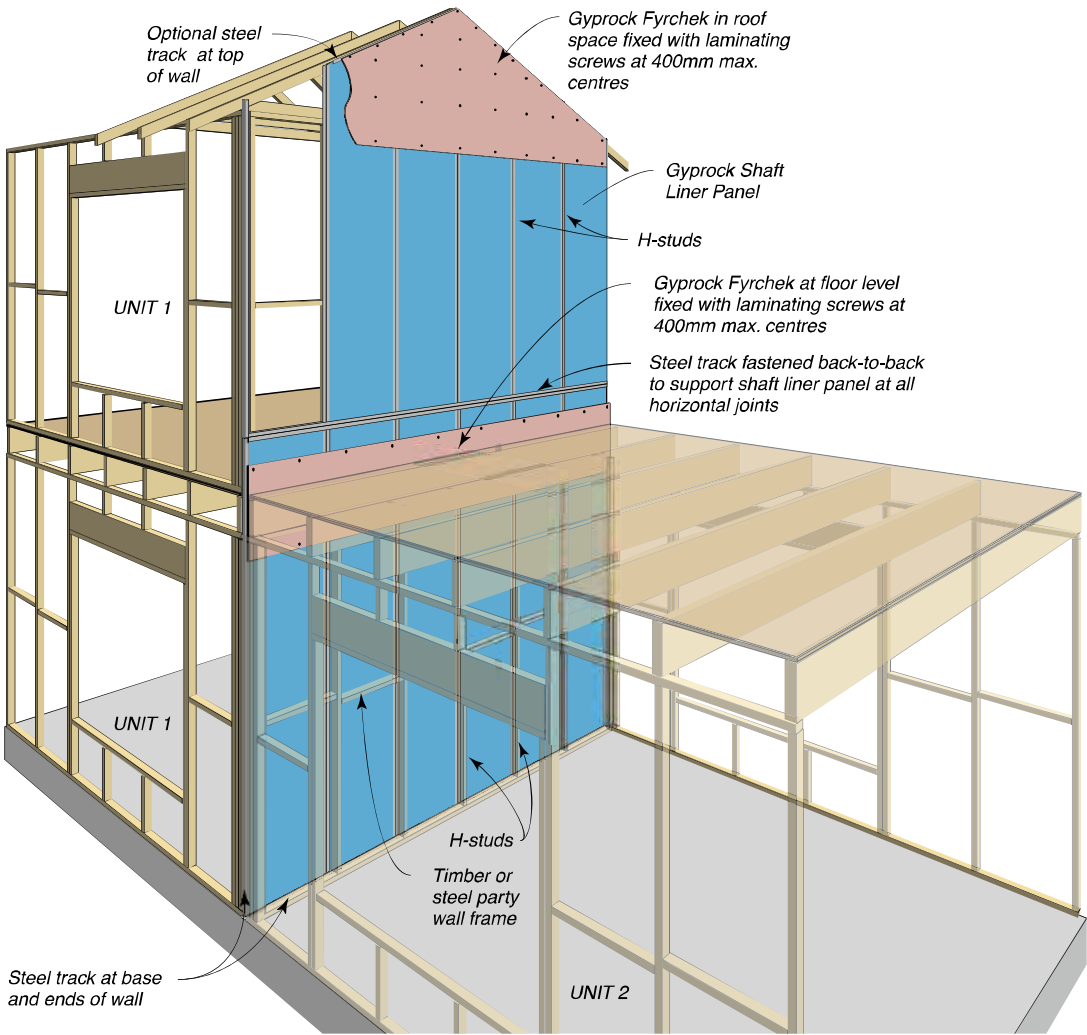 Optional steel
track at top
of wall
Gyprock Fyrchek in roof
space fixed with laminating
screws at 400mm max.
centres
Gyprock Shaft
Liner Panel
H-studs
UNIT 1
Gyprock Fyrchek at floor level
fixed with laminating screws at
400mm max. centres
Steel track fastened back-to-back
to support shaft liner panel at all
horizontal joints
UNIT 1
H-studs
Timber or
steel party
wall frame
Steel track at base
and ends of wall
UNIT 2